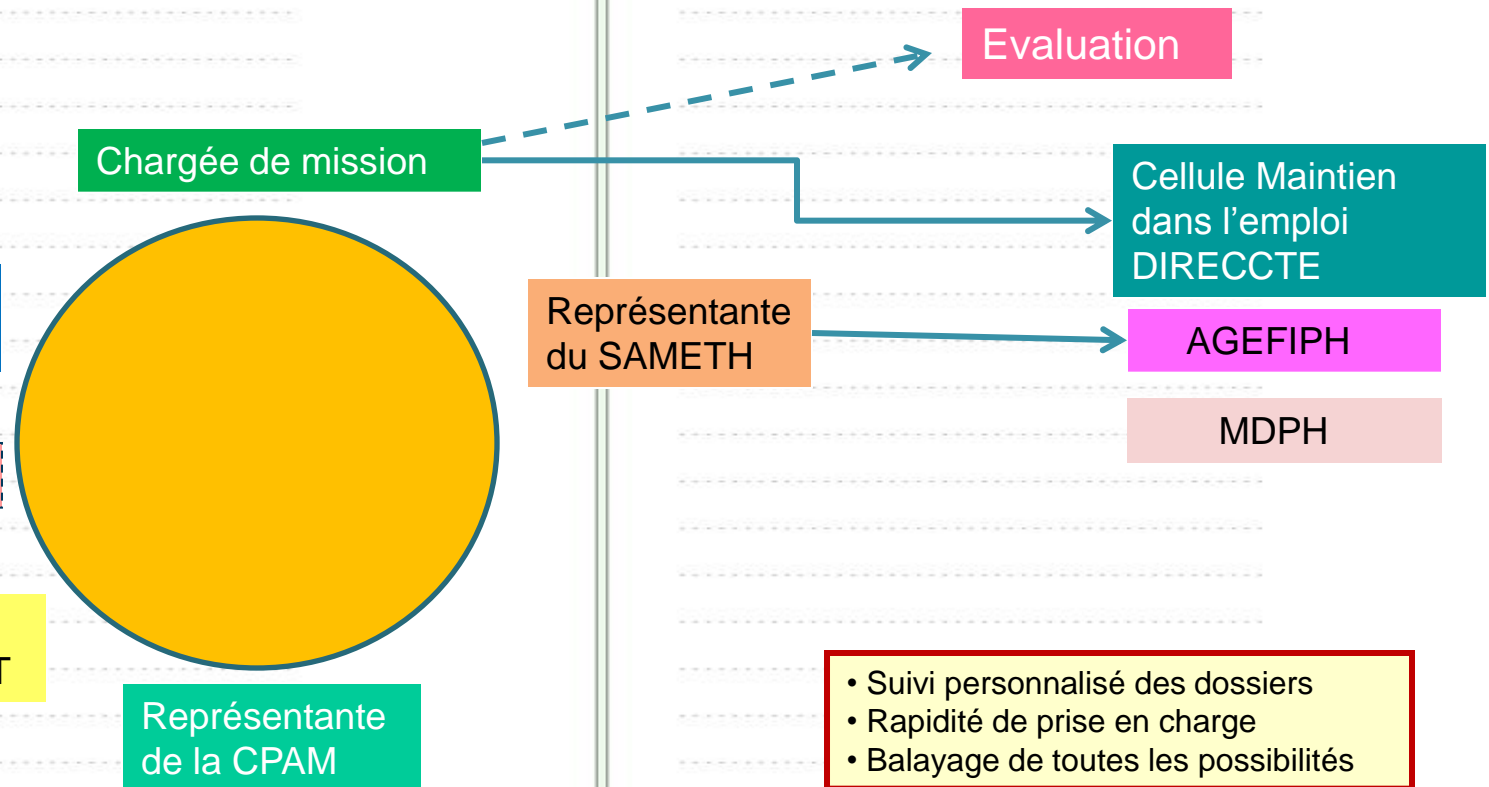 Evaluation
Chargée de mission
Cellule Maintien
dans l’emploi
DIRECCTE
Représentante
du SAMETH
AGEFIPH
MDPH
T
Représentante
de la CPAM
• Suivi personnalisé des dossiers
• Rapidité de prise en charge
• Balayage de toutes les possibilités